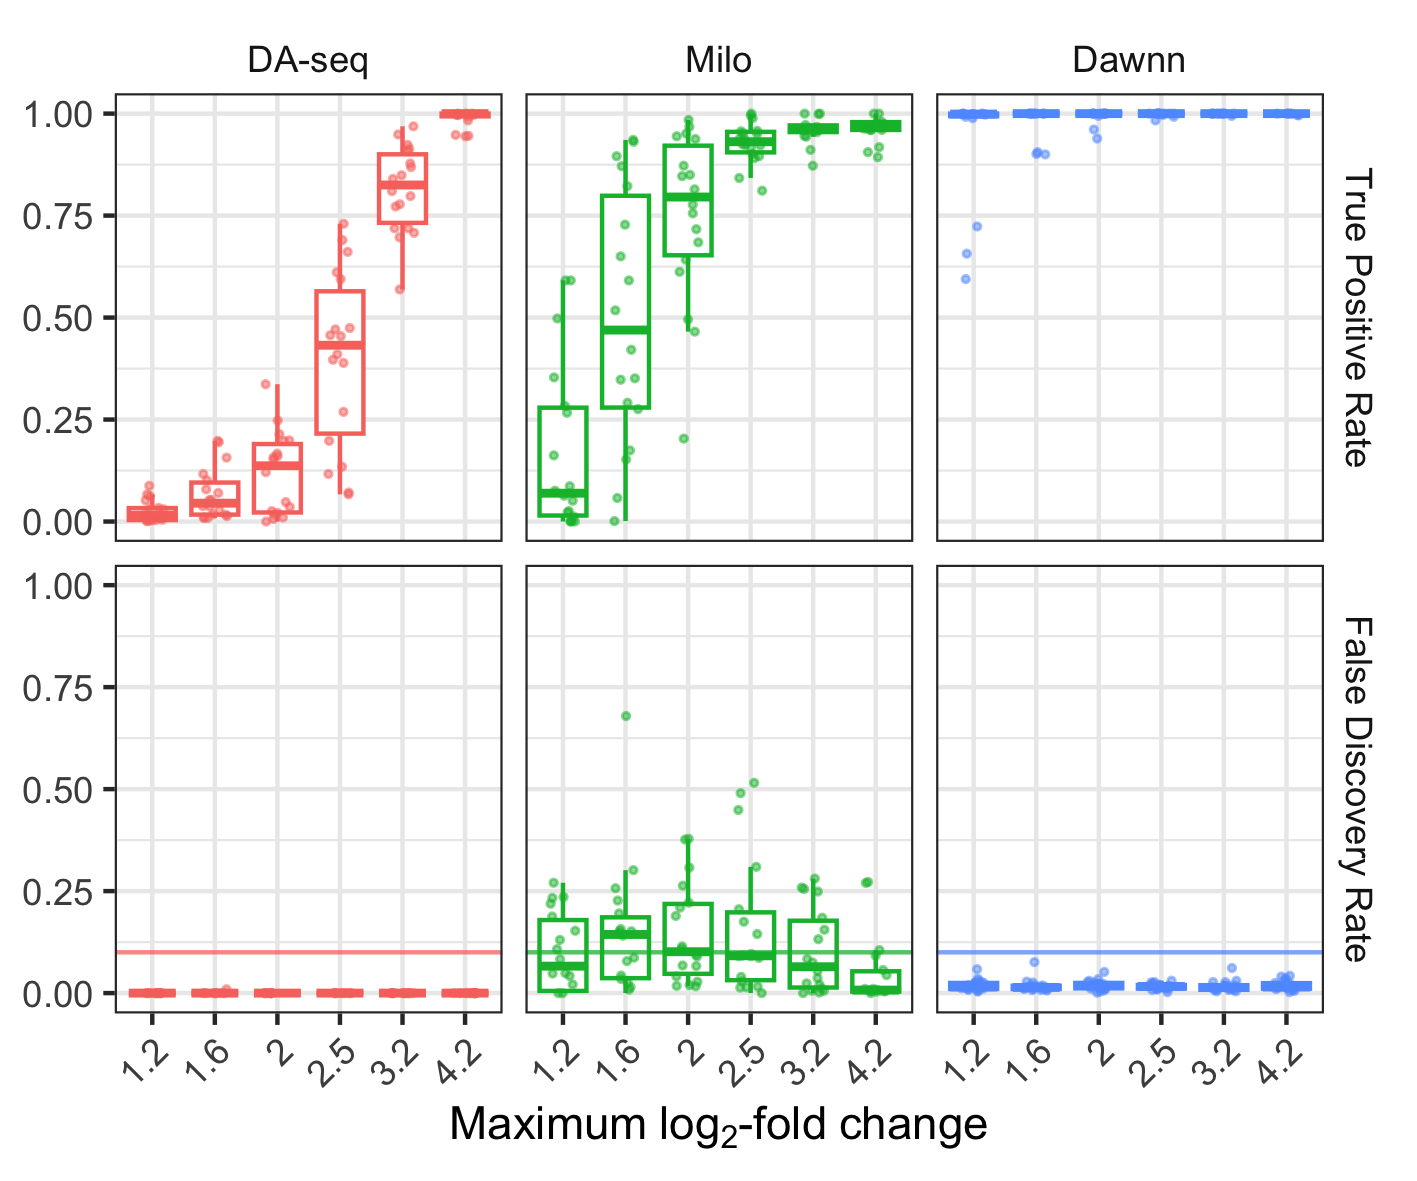 DA-seq Milo Dawnn
1.00
0.75
0.50
0.25
0.00
True Positive Rate
1.00
0.75
0.50
0.25
0.00
False Discovery Rate
1.2 1.6 2 2.5 3.2 4.2 1.2 1.6 2 2.5 3.2 4.2 1.2 1.6 2 2.5 3.2 4.2
Maximum log₂-fold change